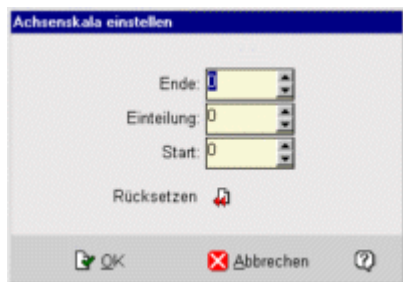 Achsenskala einstellen
Ende: 0
Einteilung: 0
Start: 0
Rücksetzen
OK Abbrechen ?